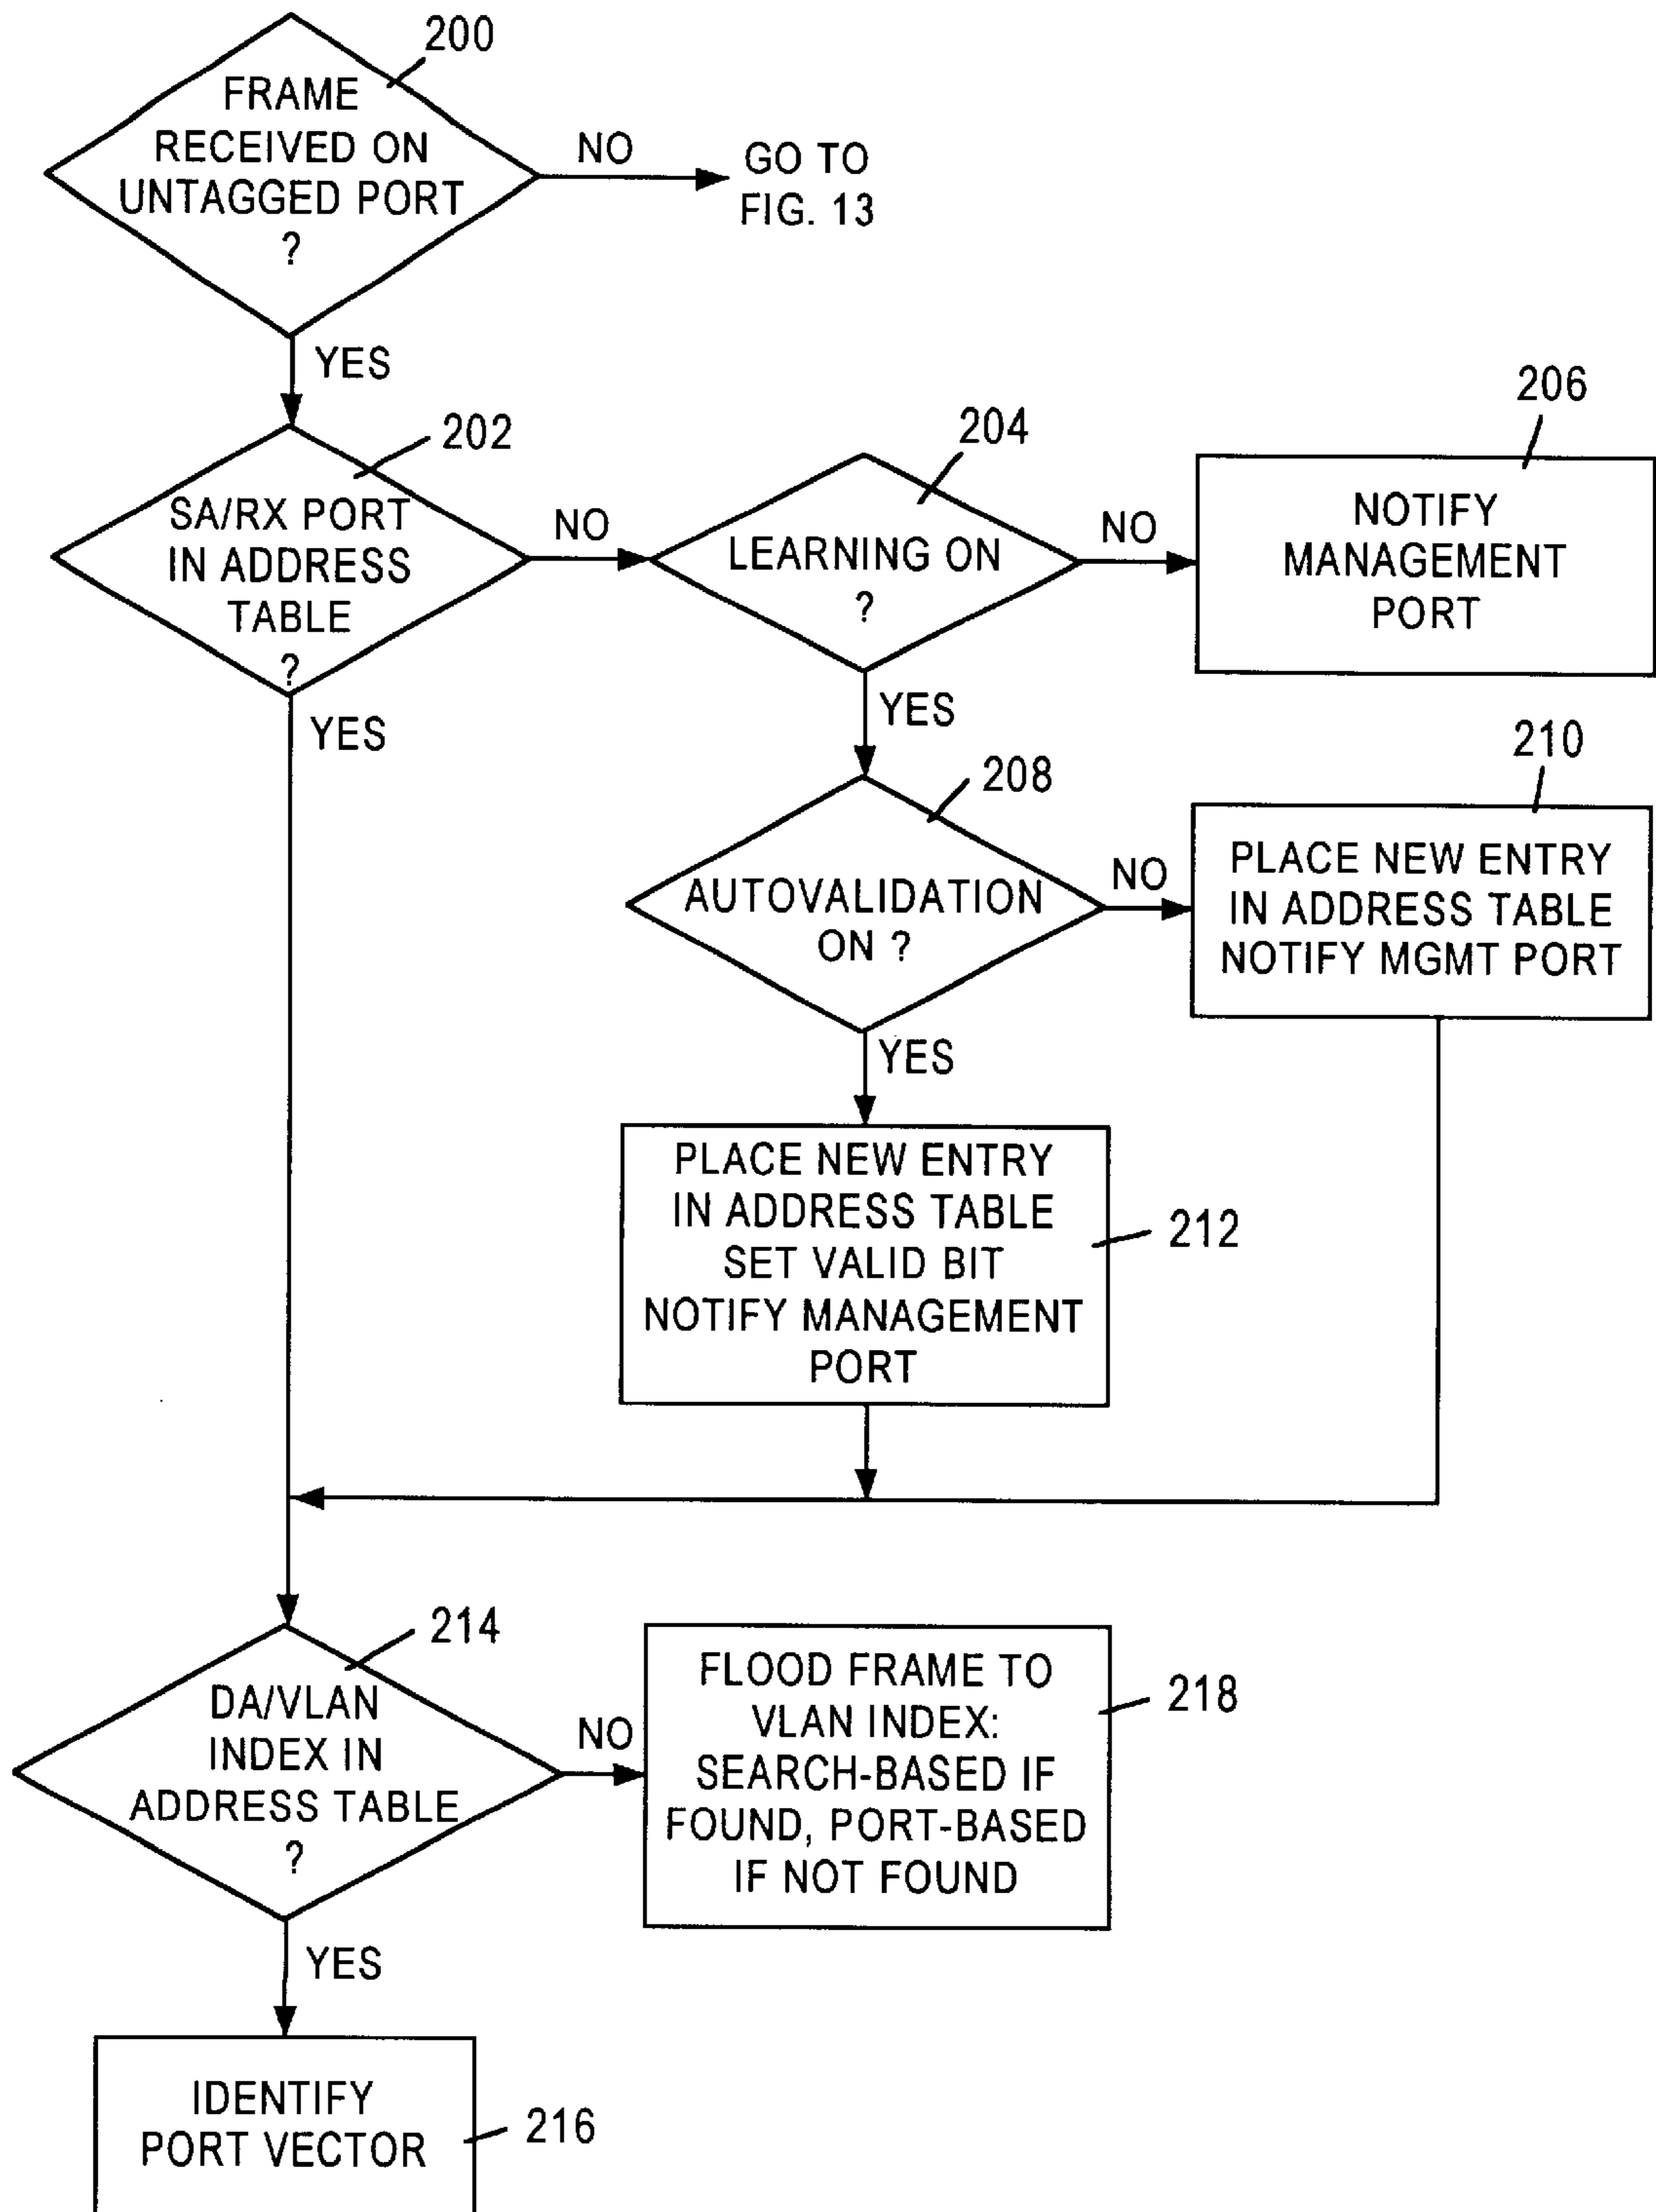 200
FRAME
RECEIVED ON
UNTAGGED PORT
?
NO
GO TO
FIG. 13
YES
202
SA/RX PORT
IN ADDRESS
TABLE
?
NO
YES
204
LEARNING ON
?
NO
YES
206
NOTIFY
MANAGEMENT
PORT
208
AUTOVALIDATION
ON ?
NO
YES
210
PLACE NEW ENTRY
IN ADDRESS TABLE
NOTIFY MGMT PORT
PLACE NEW ENTRY
IN ADDRESS TABLE
SET VALID BIT
NOTIFY MANAGEMENT
PORT
212
214
DA/VLAN
INDEX IN
ADDRESS TABLE
?
NO
YES
FLOOD FRAME TO
VLAN INDEX:
SEARCH-BASED IF
FOUND, PORT-BASED
IF NOT FOUND
218
IDENTIFY
PORT VECTOR
216